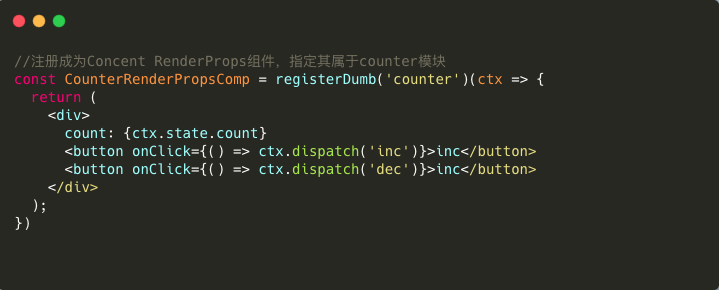 //注册成为Concent RenderProps组件，指定其属于counter模块
const CounterRenderPropsComp = registerDumb('counter')(ctx => {
  return (
    <div>
      count: {ctx.state.count}
      <button onClick={() => ctx.dispatch('inc')}>inc</button>
      <button onClick={() => ctx.dispatch('dec')}>inc</button>
    </div>
  );
})